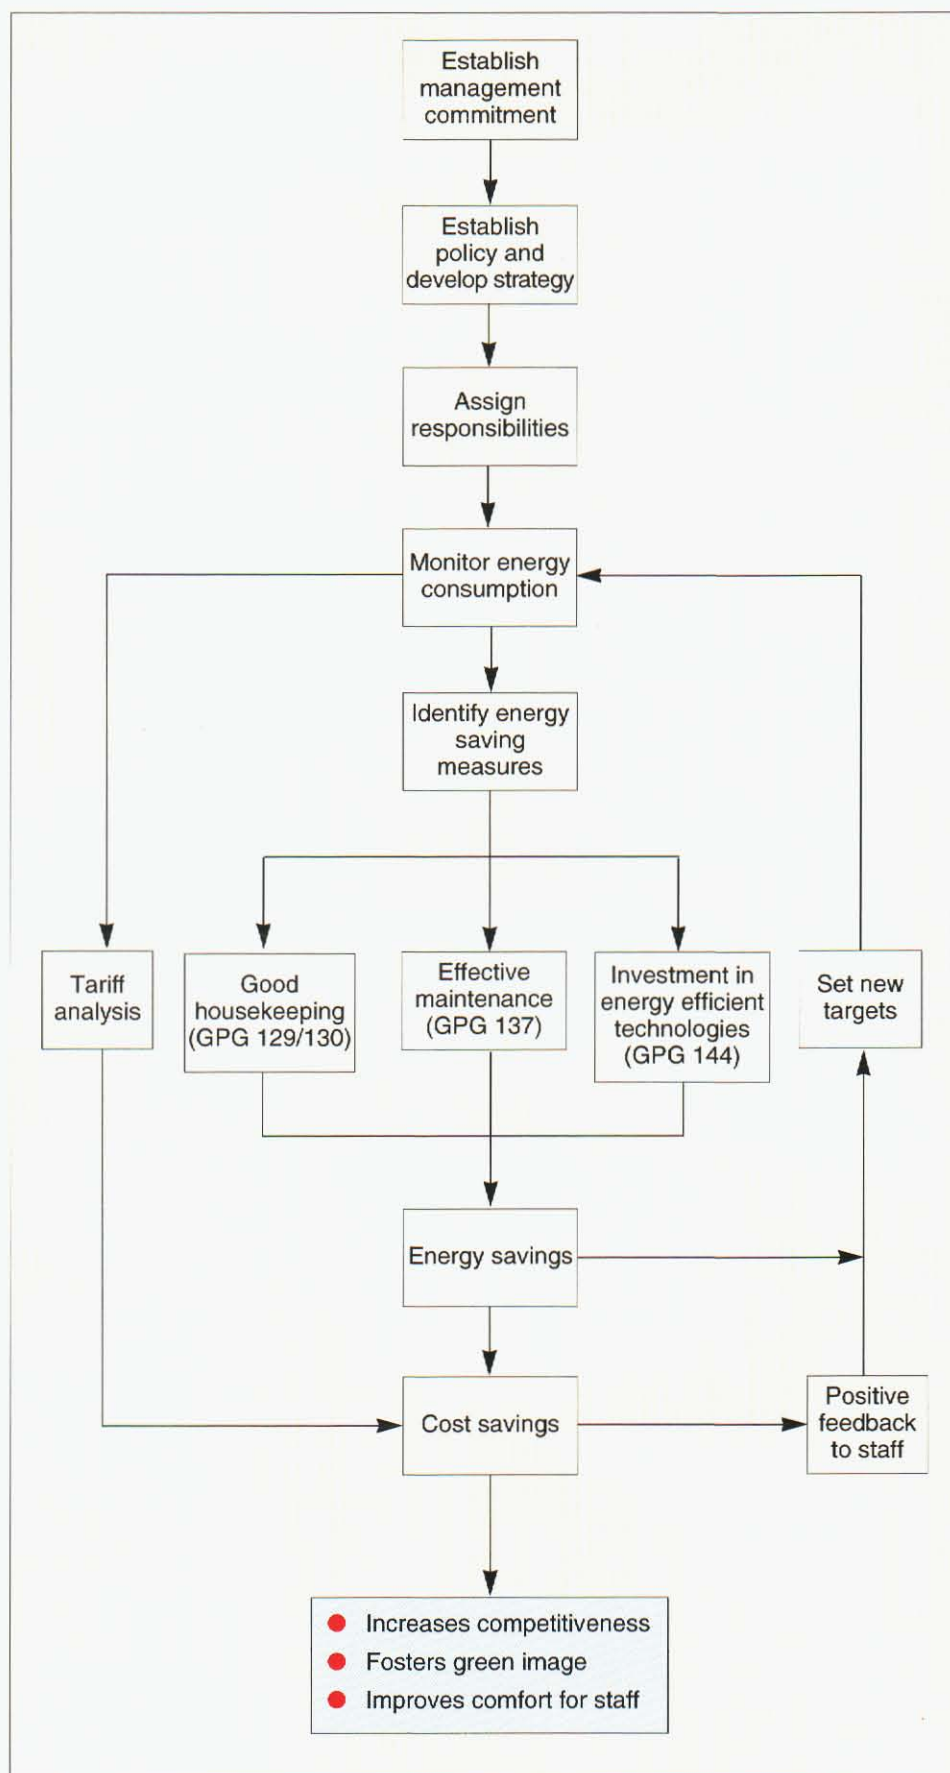 Establish
management
commitment
Establish
policy and
develop strategy
Assign
responsibilities
Monitor energy
consumption
Identify energy
saving
measures
Tariff
analysis
Good
housekeeping
(GPG 129/130)
Effective
maintenance
(GPG 137)
Investment in
energy efficient
technologies
(GPG 144)
Set new
targets
Energy savings
Cost savings
Positive
feedback
to staff
Increases competitiveness
Fosters green image
Improves comfort for staff